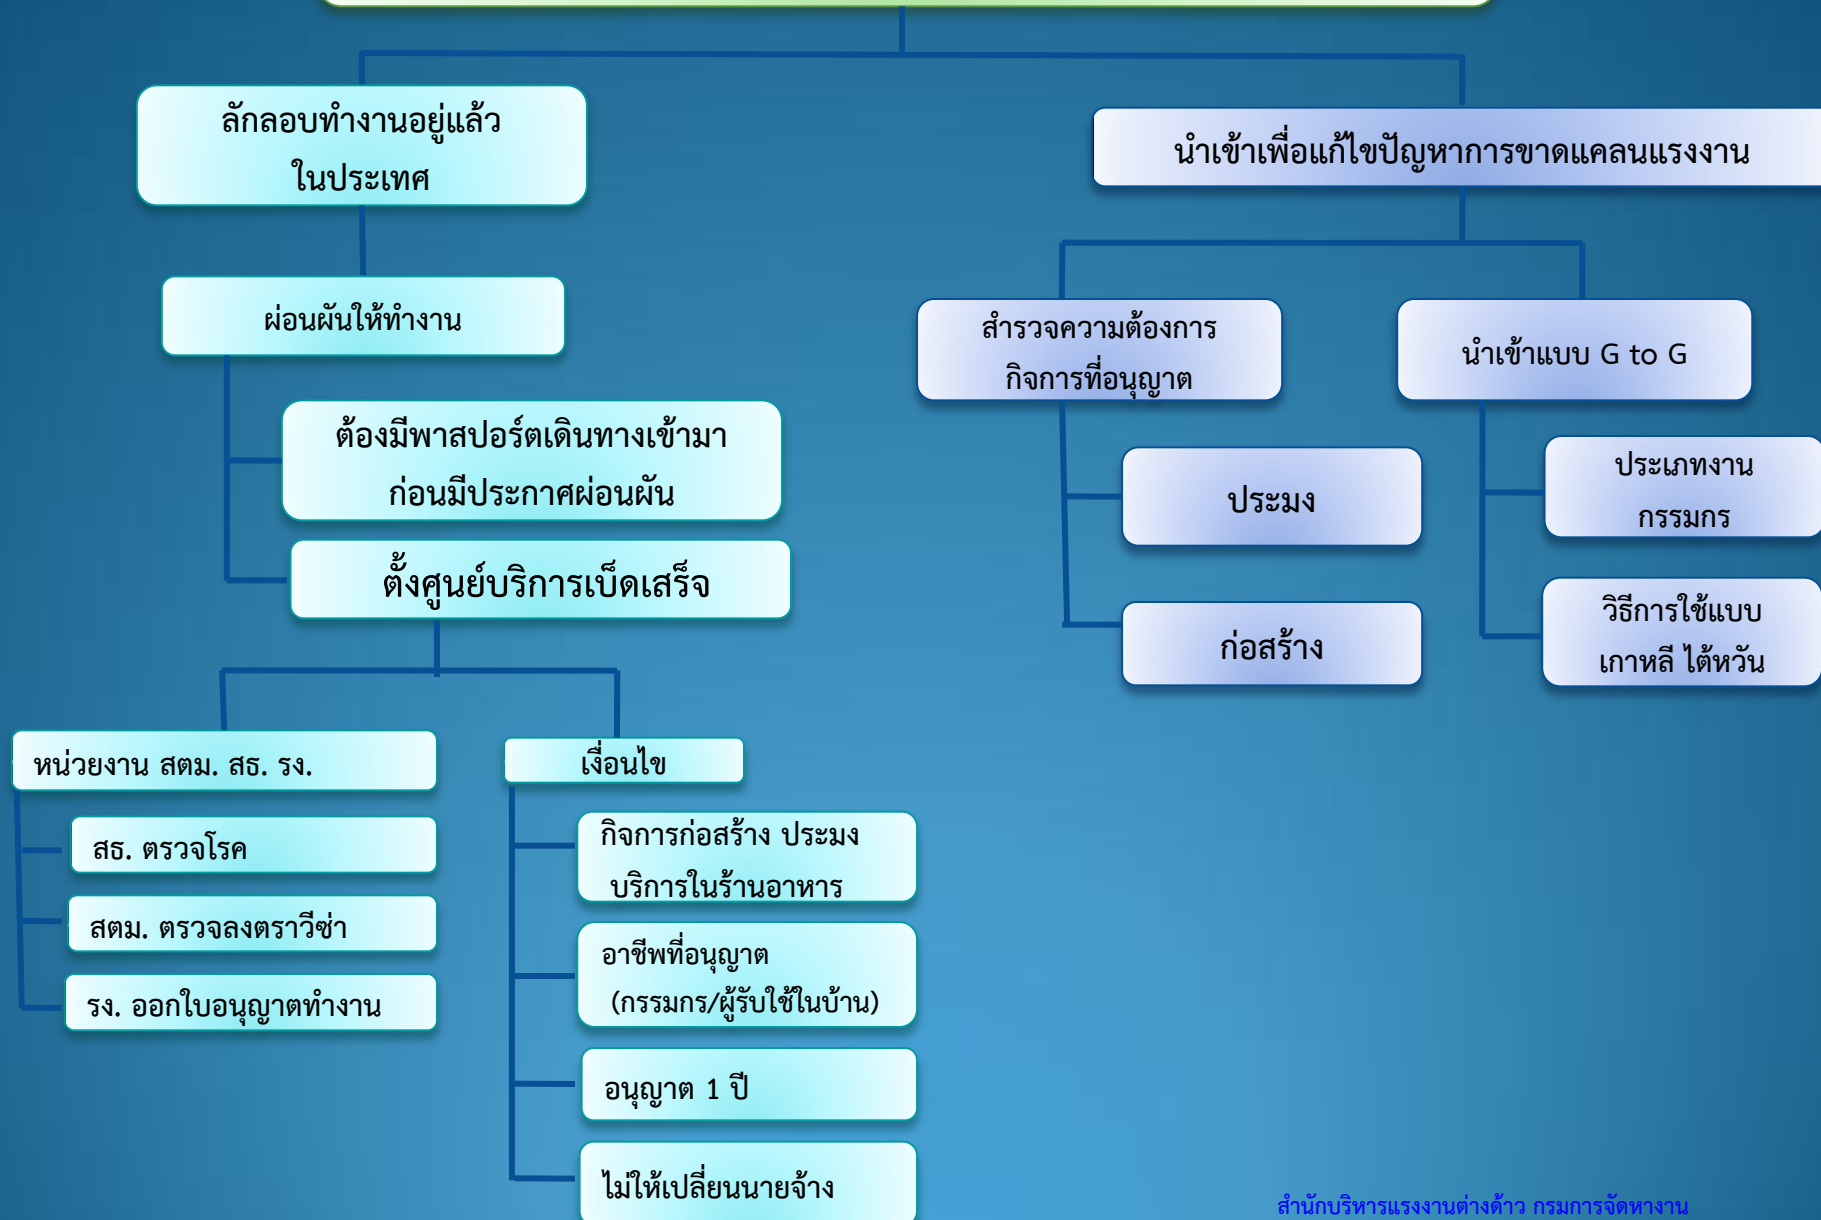 ลักลอบทำงานอยู่แล้ว
ในประเทศ
ผ่อนผันให้ทำงาน
ต้องมีพาสปอร์ตเดินทางเข้ามา
ก่อนมีประกาศผ่อนผัน
ตั้งศูนย์บริการเบ็ดเสร็จ
หน่วยงาน สตม. สธ. รง.
สธ. ตรวจโรค
สตม. ตรวจลงตราวีซ่า
รง. ออกใบอนุญาตทำงาน
เงื่อนไข
กิจการก่อสร้าง ประมง
บริการในร้านอาหาร
อาชีพที่อนุญาต
(กรรมกร/ผู้รับใช้ในบ้าน)
อนุญาต 1 ปี
ไม่ให้เปลี่ยนนายจ้าง
นำเข้าเพื่อแก้ไขปัญหาการขาดแคลนแรงงาน
สำรวจความต้องการ
กิจการที่อนุญาต
ประมง
ก่อสร้าง
นำเข้าแบบ G to G
ประเภทงาน
กรรมกร
วิธีการใช้แบบ
เกาหลี ไต้หวัน
สำนักบริหารแรงงานต่างด้าว กรมการจัดหางาน